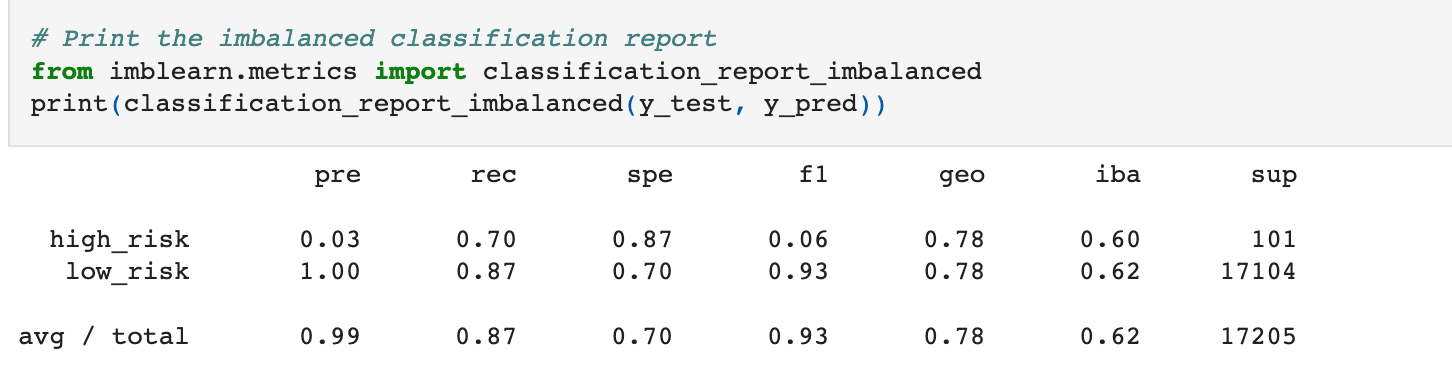 # Print the imbalanced classification report
from imblearn.metrics import classification_report_imbalanced
print(classification_report_imbalanced(y_test, y_pred))
pre rec spe f1 geo iba sup
high_risk 0.03 0.70 0.87 0.06 0.78 0.60 101
low_risk 1.00 0.87 0.70 0.93 0.78 0.62 17104
avg / total 0.99 0.87 0.70 0.93 0.78 0.62 17205